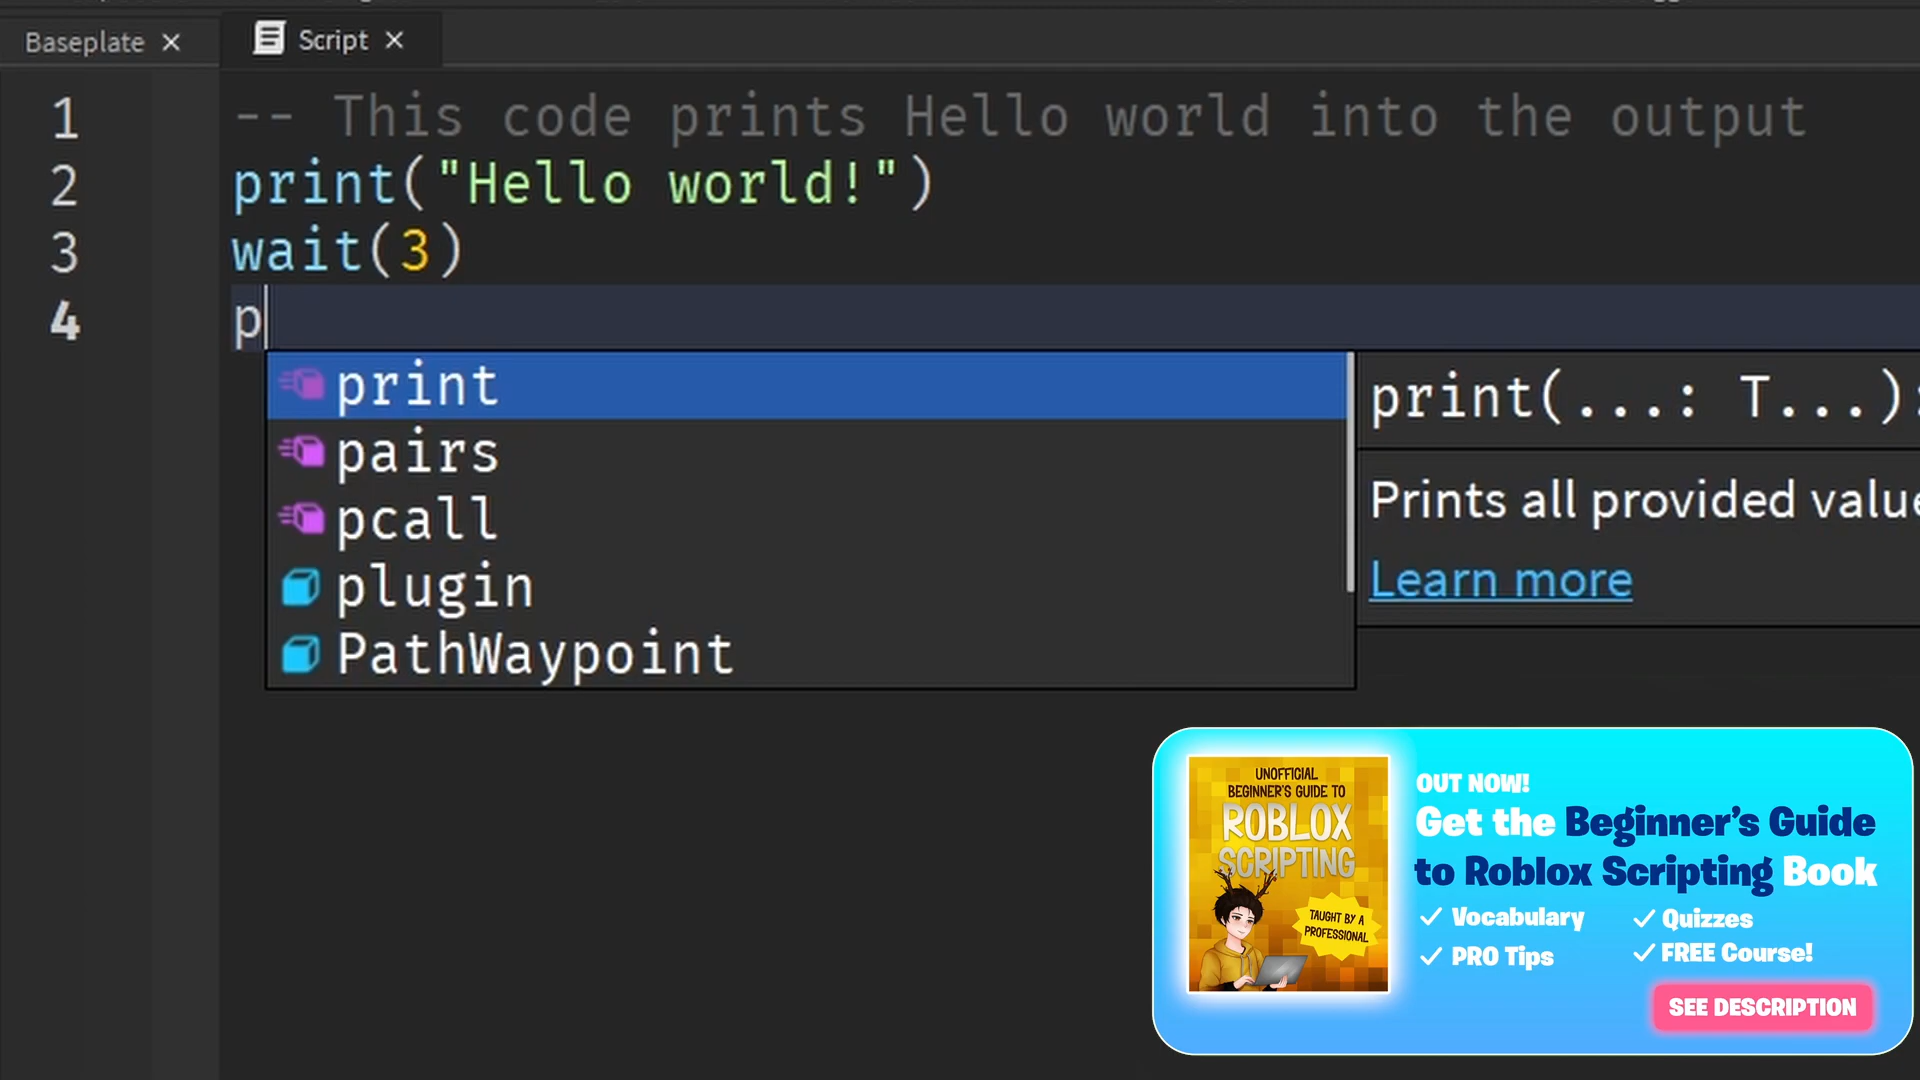 Baseplate
Script
1 -- This code prints Hello world into the output
2 print("Hello world!")
3 wait(3)
4 p
print
pairs
pcall
plugin
PathWaypoint
print(...: T...):
Prints all provided value
Learn more
UNOFFICIAL
BEGINNER'S GUIDE TO
ROBLOX
SCRIPTING
TAUGHT BY A
PROFESSIONAL
OUT NOW!
Get the Beginner's Guide
to Roblox Scripting Book
✓ Vocabulary
✓ Quizzes
✓ PRO Tips
✓ FREE Course!
SEE DESCRIPTION